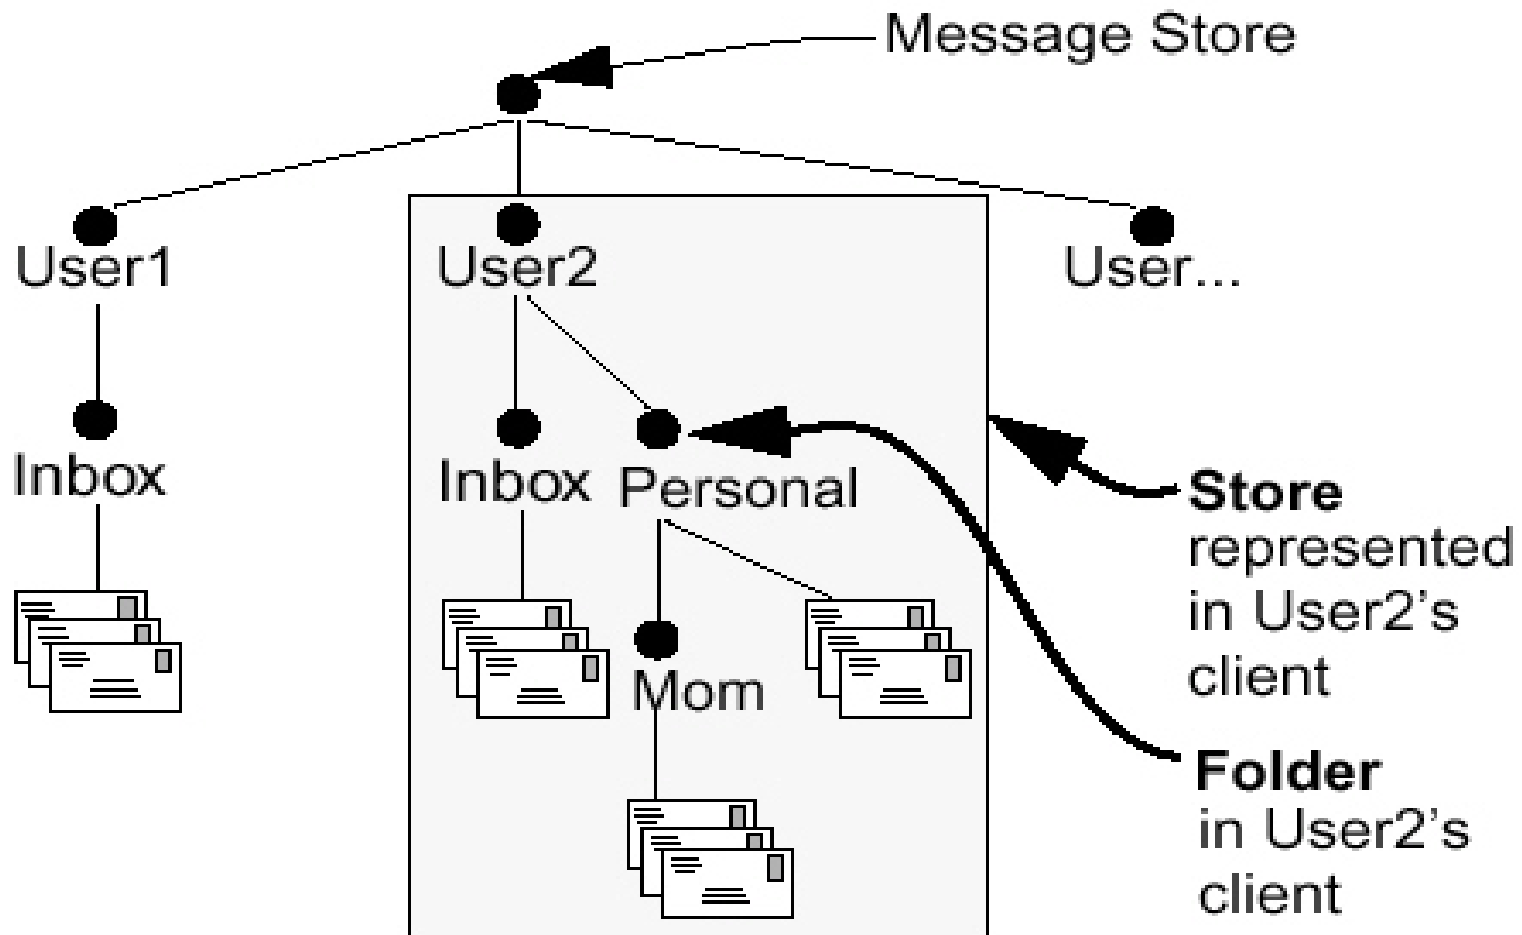 Message Store
User1
User2
User...
Inbox
Inbox
Personal
Store
represented
in User2's
client
Mom
Folder
in User2's
client